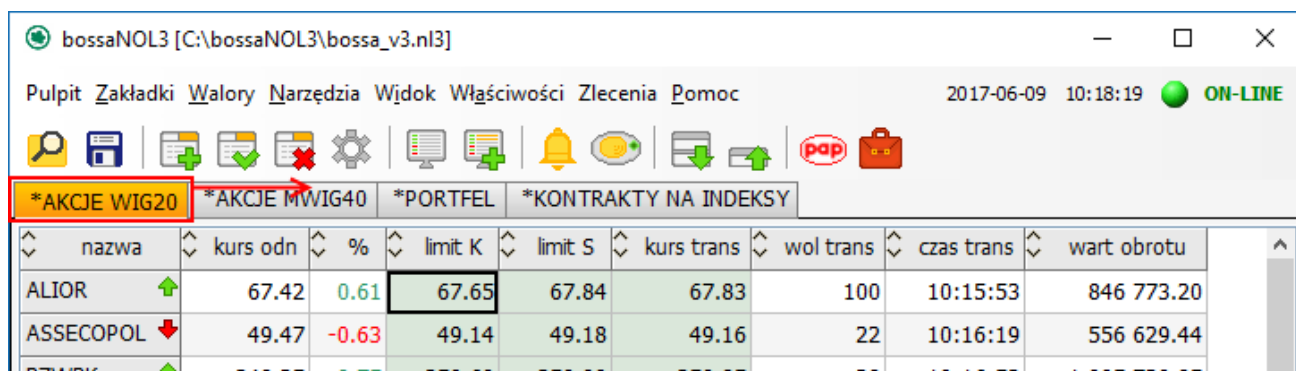 bossaNOL3 [C:\bossaNOL3\bossa_v3.nl3]
Pulpit Zakładki Walory Narzędzia Widok Właściwości Zlecenia Pomoc 2017-06-09 10:18:19 ON-LINE
pap
*AKCJE WIG20 *AKCJE MWIG40 *PORTFEL *KONTRAKTY NA INDEKSY
nazwa kurs odn % limit K limit S kurs trans wol trans czas trans wart obrotu
ALIOR 67.42 0.61 67.65 67.84 67.83 100 10:15:53 846 773.20
ASSECOPOL 49.47 -0.63 49.14 49.18 49.16 22 10:16:19 556 629.44